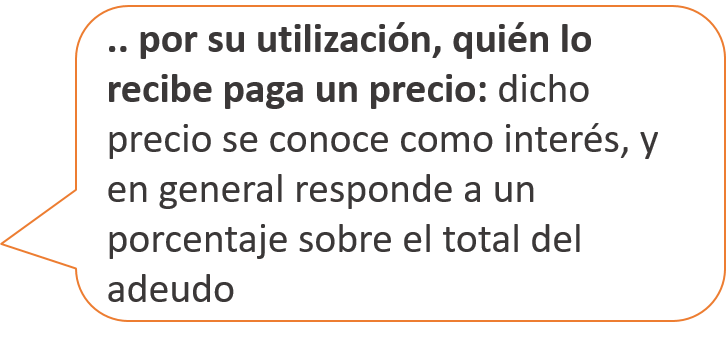 .. por su utilización, quién lo
recibe paga un precio: dicho
precio se conoce como interés, y
en general responde a un
porcentaje sobre el total del
adeudo